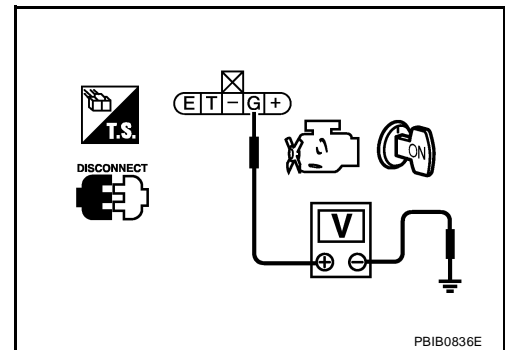 E T − G +
T.S.
ON
DISCONNECT
V
+ −
PBIB0836E